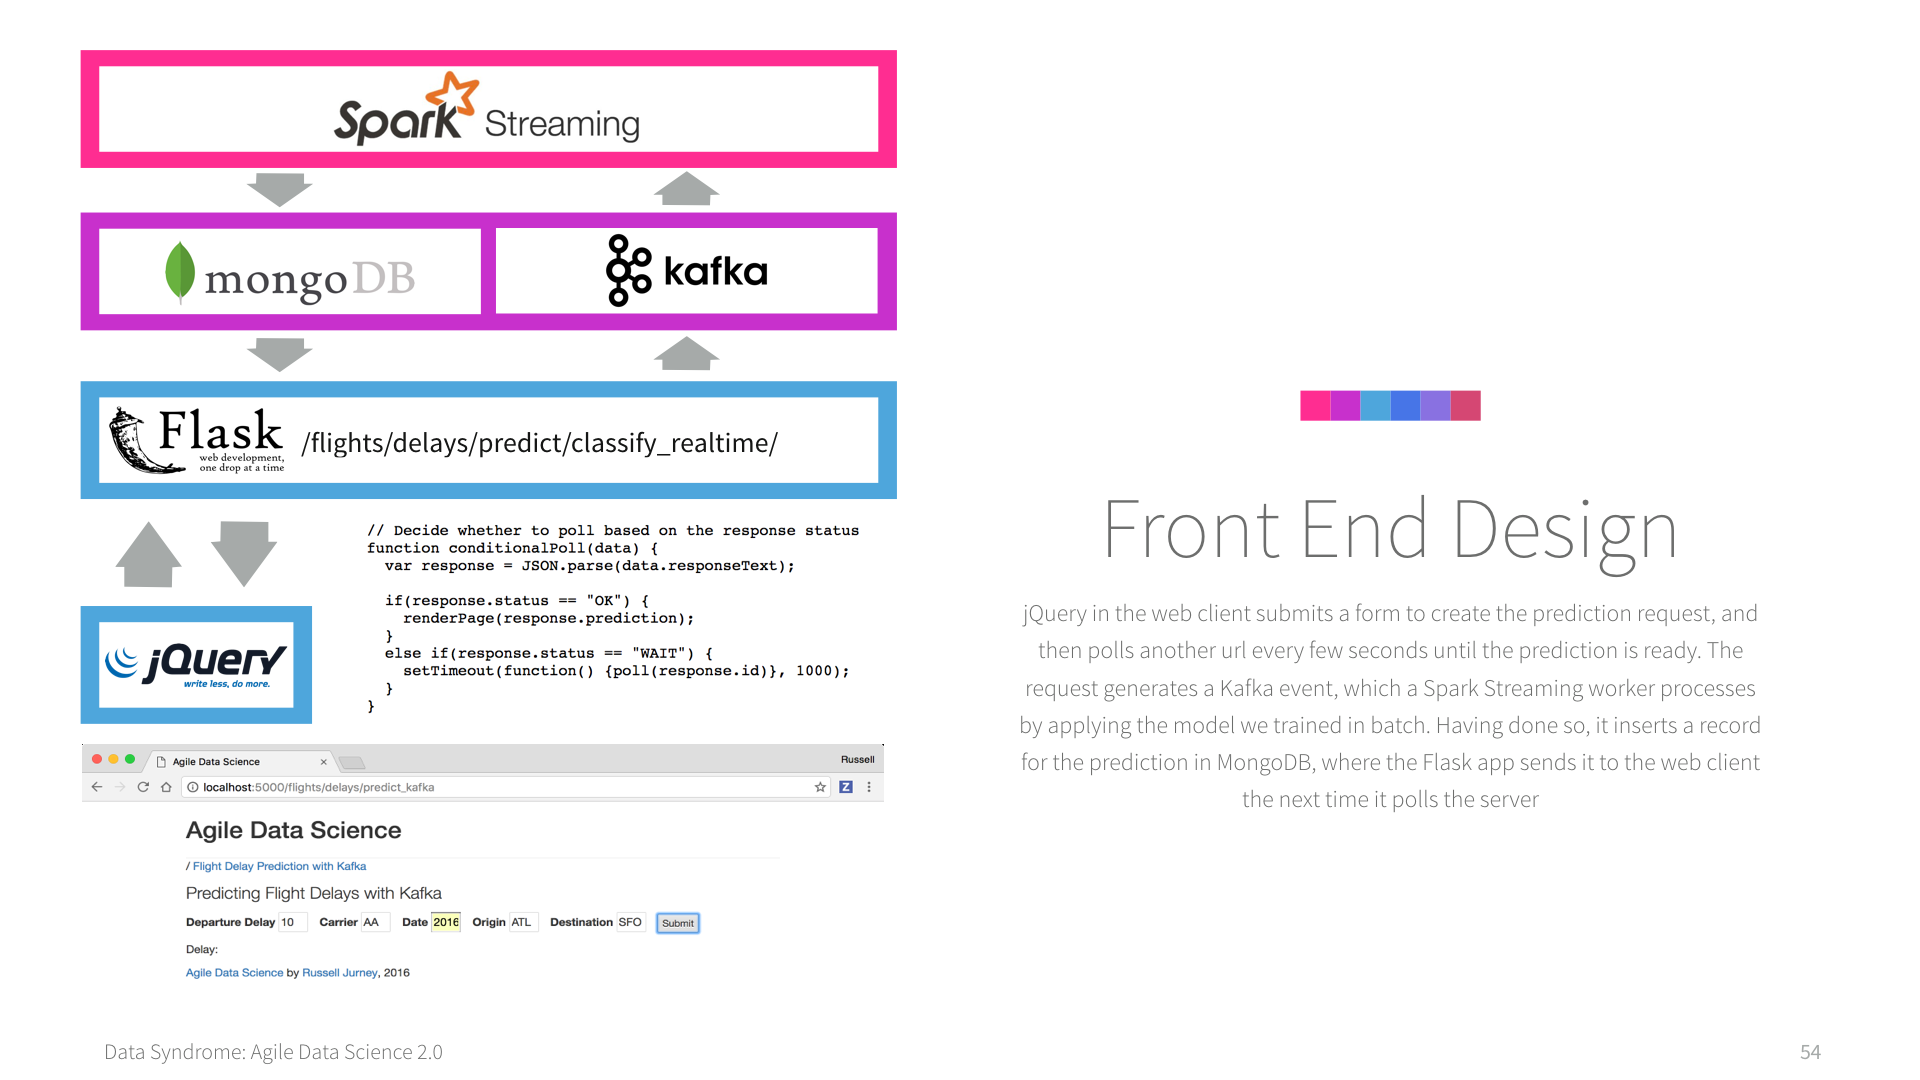 Spark Streaming
mongoDB
kafka
Flask
web development,
one drop at a time
/flights/delays/predict/classify_realtime/
// Decide whether to poll based on the response status
function conditionalPoll(data) {
  var response = JSON.parse(data.responseText);
  if(response.status == "OK") {
    renderPage(response.prediction);
  }
  else if(response.status == "WAIT") {
    setTimeout(function() {poll(response.id)}, 1000);
  }
}
jQuery
write less, do more.
Agile Data Science
Russell
localhost:5000/flights/delays/predict_kafka
Z
Agile Data Science
/ Flight Delay Prediction with Kafka
Predicting Flight Delays with Kafka
Departure Delay 10 Carrier AA Date 2016 Origin ATL Destination SFO Submit
Delay:
Agile Data Science by Russell Jurney, 2016
Front End Design
jQuery in the web client submits a form to create the prediction request, and
then polls another url every few seconds until the prediction is ready. The
request generates a Kafka event, which a Spark Streaming worker processes
by applying the model we trained in batch. Having done so, it inserts a record
for the prediction in MongoDB, where the Flask app sends it to the web client
the next time it polls the server
Data Syndrome: Agile Data Science 2.0
54